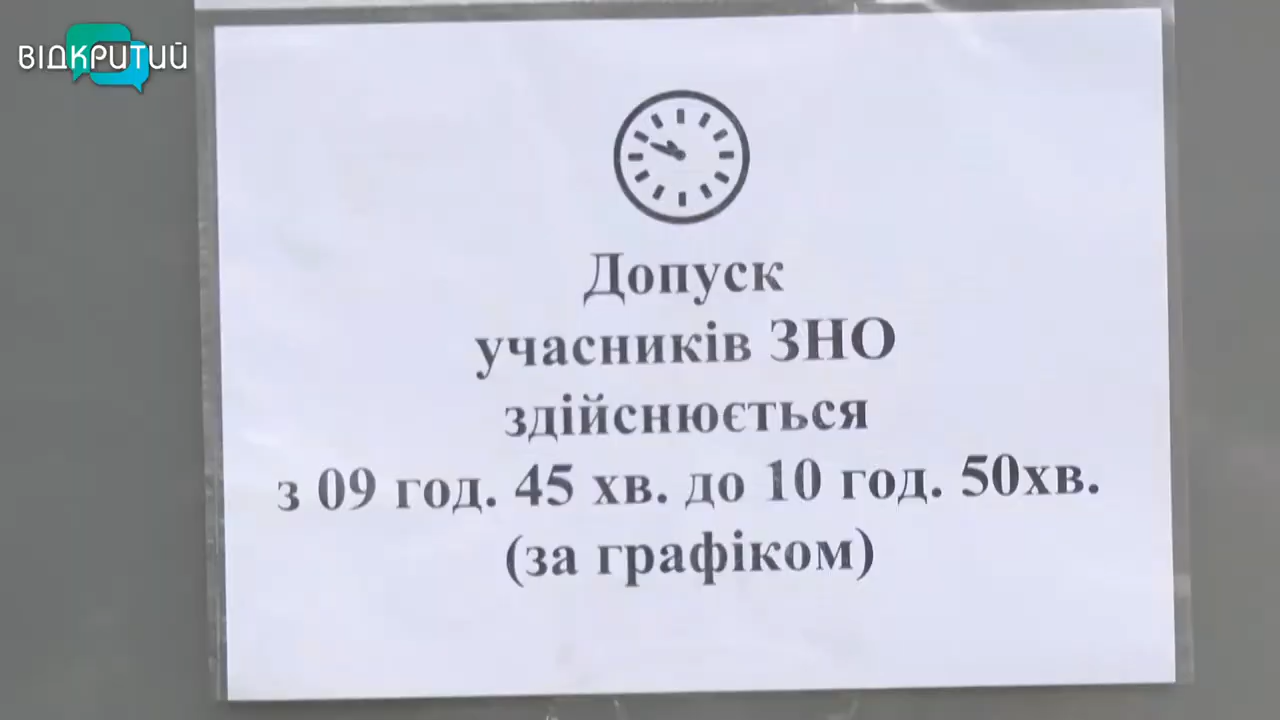 ВІДКРИТИЙ
Допуск
учасників ЗНО
здійснюється
з 09 год. 45 хв. до 10 год. 50хв.
(за графіком)